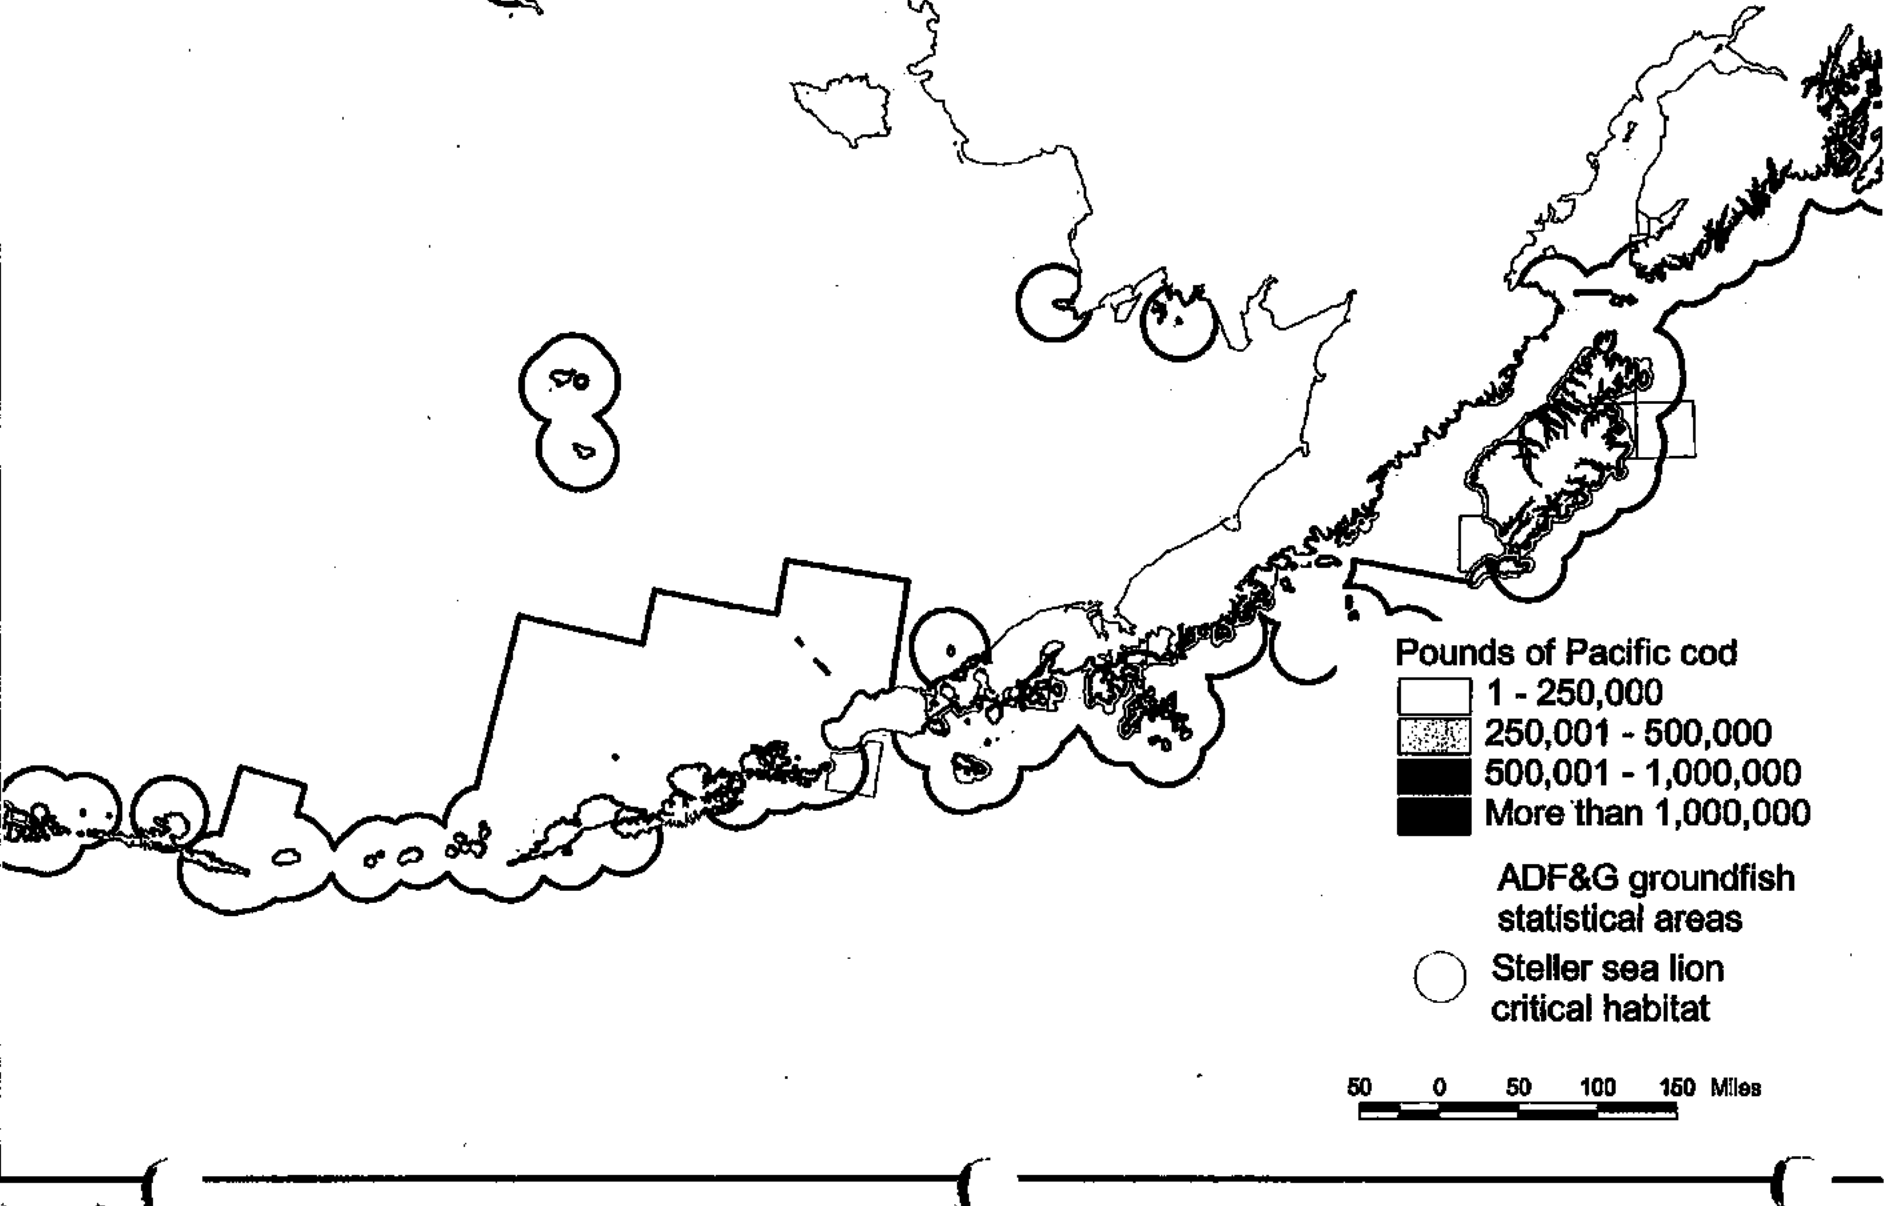 Pounds of Pacific cod
1 - 250,000
250,001 - 500,000
500,001 - 1,000,000
More than 1,000,000
ADF&G groundfish
statistical areas
Steller sea lion
critical habitat
50 0 50 100 150 Miles